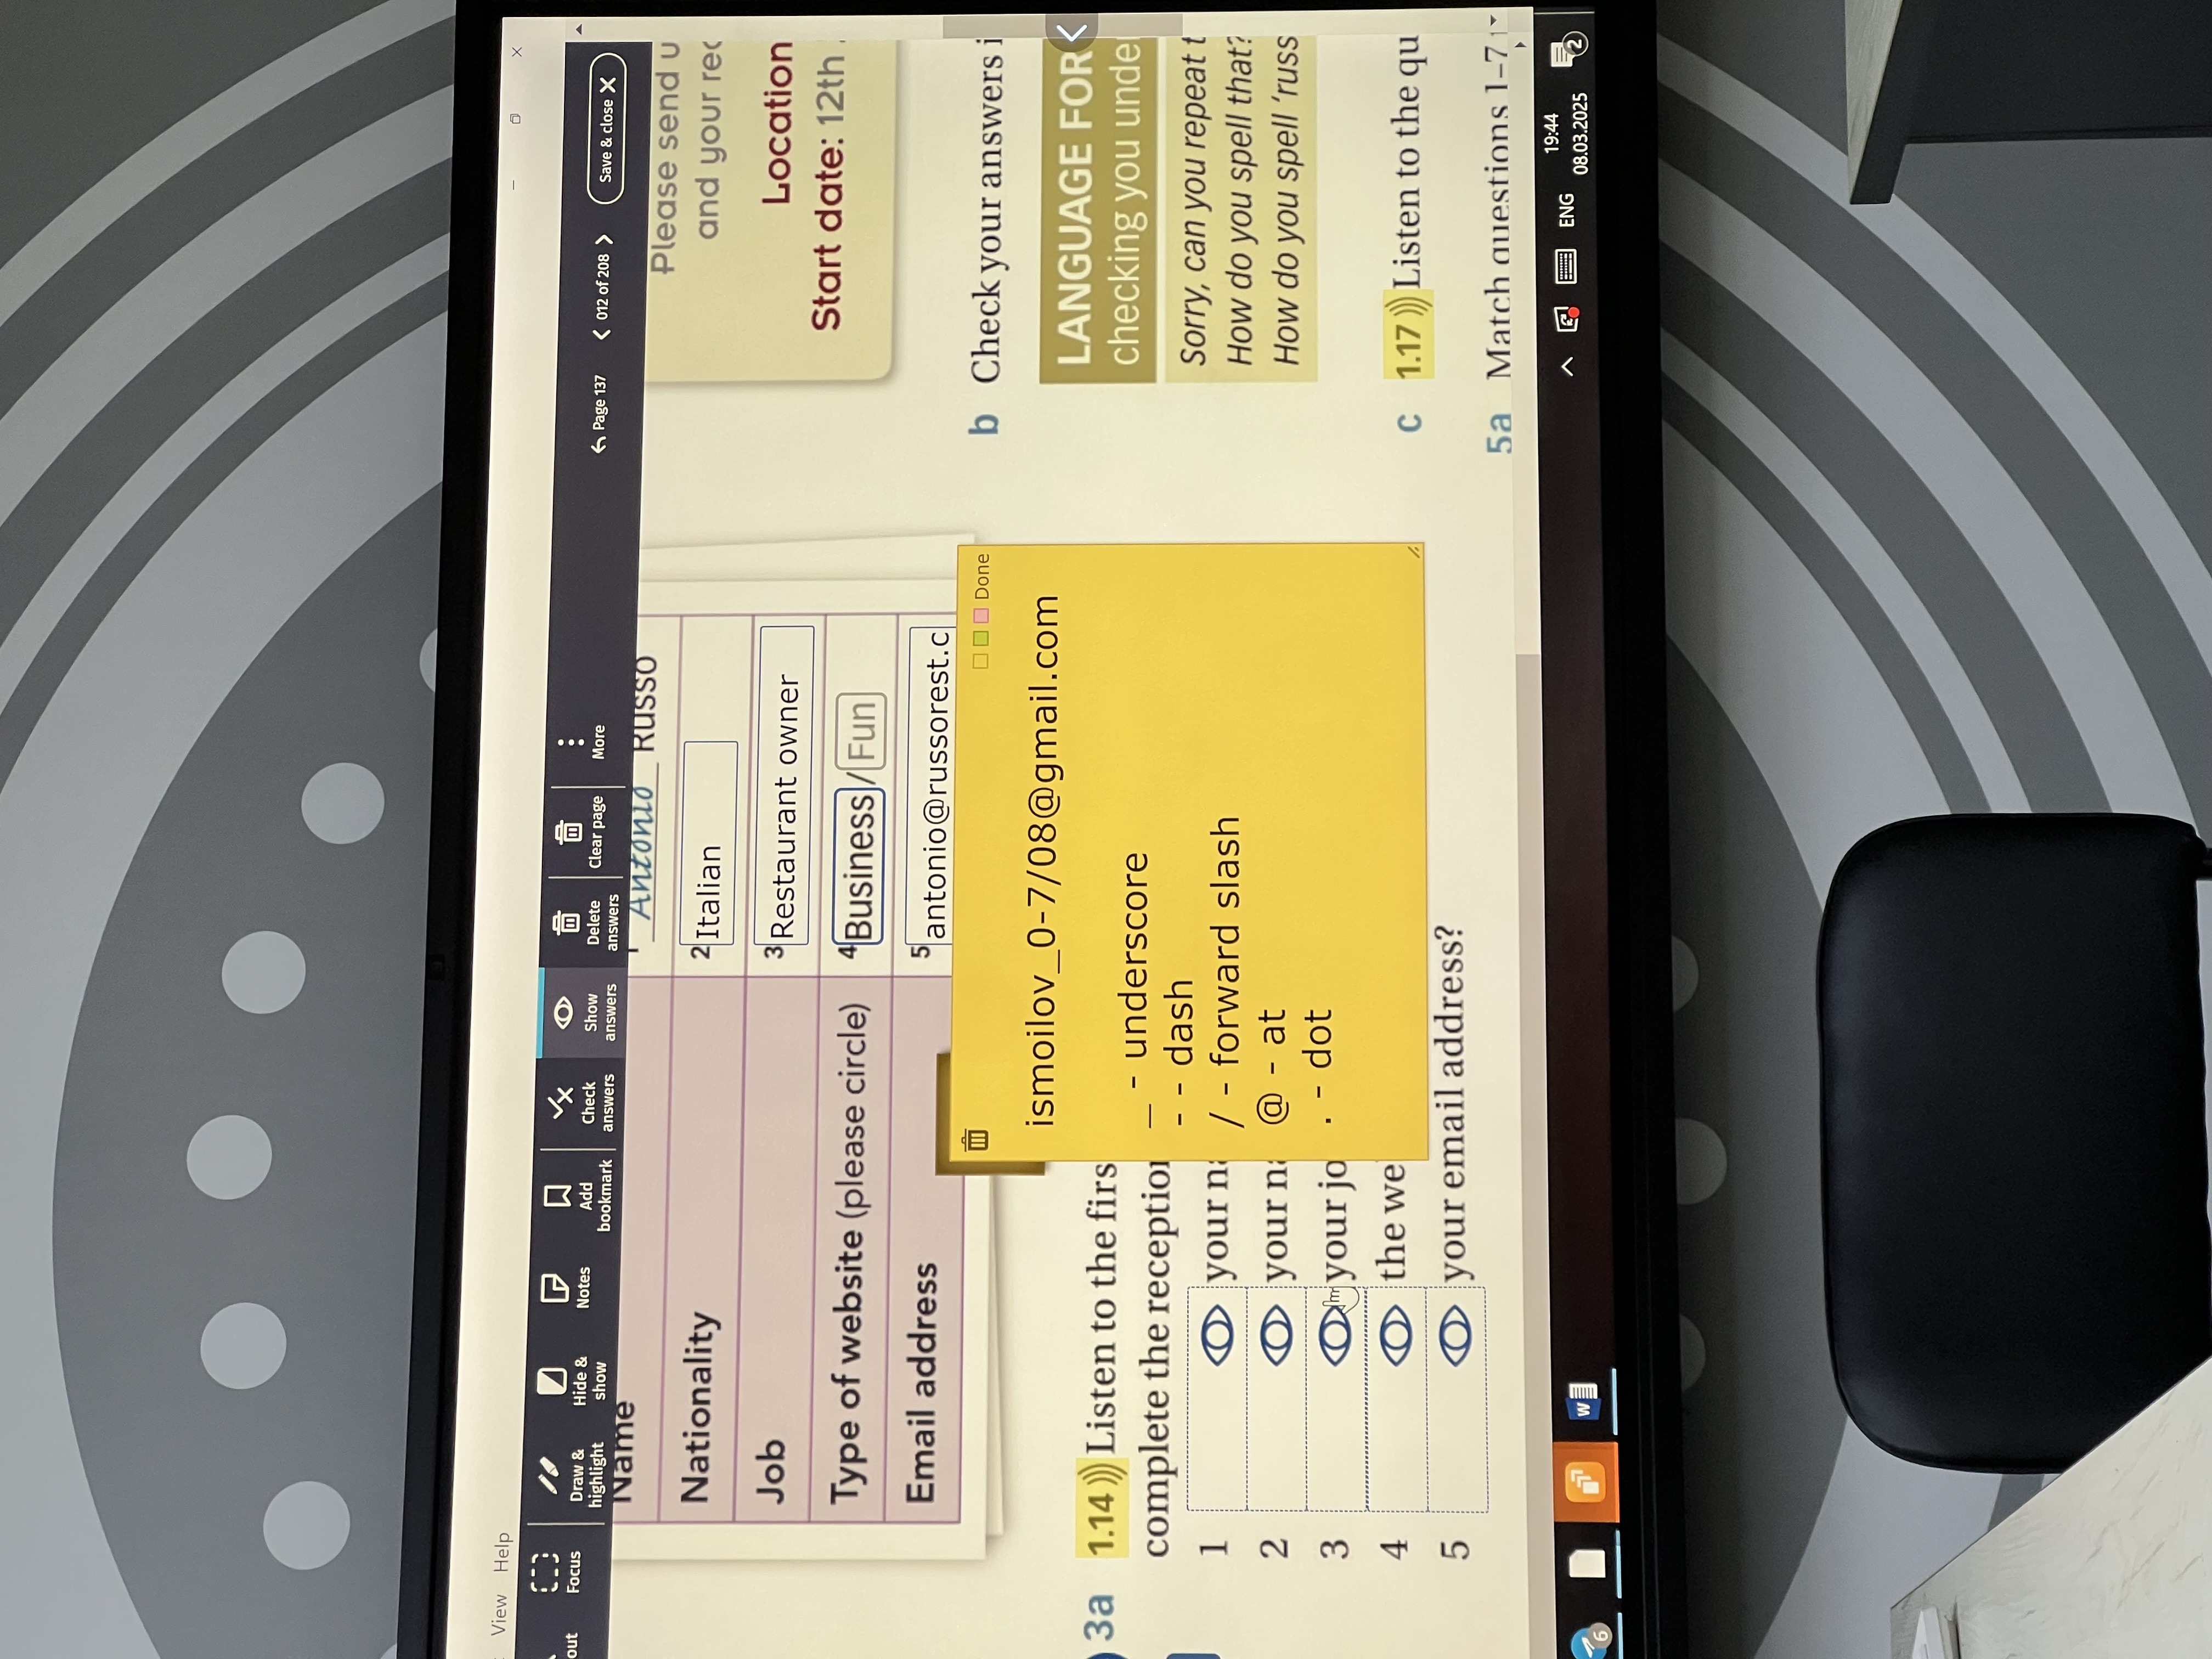 View Help
out
Focus
Draw & highlight
Hide & show
Notes
Add bookmark
Check answers
Show answers
Delete answers
Clear page
More
Page 137
012 of 208
Save & close
Name
1 Antonio Russo
Nationality
2 Italian
Job
3 Restaurant owner
Type of website (please circle)
4 Business / Fun
Email address
5 antonio@russorest.c
Done
ismoilov_0-7/08@gmail.com
_ - underscore
- - dash
/ - forward slash
@ - at
. - dot
3a 1.14 Listen to the firs
complete the receptio
1 your na
2 your na
3 your jo
4 the we
5 your email address?
Please send u
and your rec
Location
Start date: 12th
b Check your answers i
LANGUAGE FOR
checking you unde
Sorry, can you repeat t
How do you spell that?
How do you spell ‘russ
c 1.17 Listen to the qu
5a Match questions 1–7
6
W
ENG
19:44
08.03.2025
2